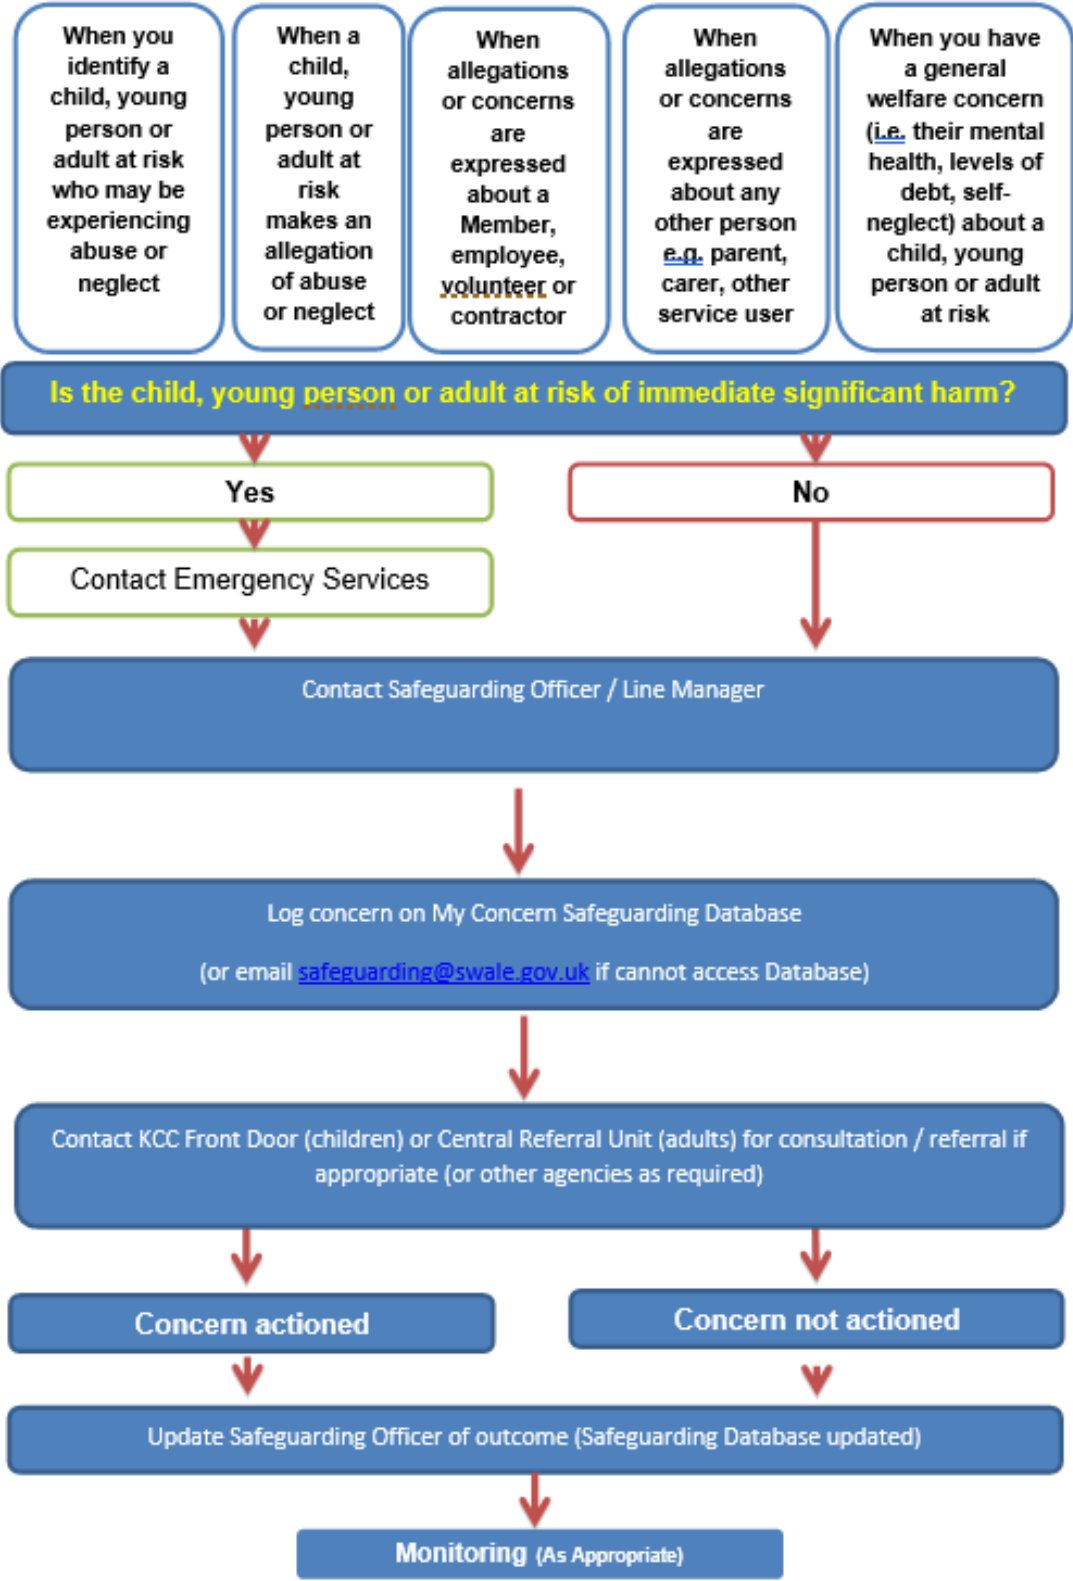 When you
identify a
child, young
person or
adult at risk
who may be
experiencing
abuse or
neglect
When a
child,
young
person or
adult at
risk
makes an
allegation
of abuse
or neglect
When
allegations
or concerns
are
expressed
about a
Member,
employee,
volunteer or
contractor
When
allegations
or concerns
are
expressed
about any
other person
e.g. parent,
carer, other
service user
When you have
a general
welfare concern
(i.e. their mental
health, levels of
debt, self-
neglect) about a
child, young
person or adult
at risk
Is the child, young person or adult at risk of immediate significant harm?
Yes
No
Contact Emergency Services
Contact Safeguarding Officer / Line Manager
Log concern on My Concern Safeguarding Database
(or email safeguarding@swale.gov.uk if cannot access Database)
Contact KCC Front Door (children) or Central Referral Unit (adults) for consultation / referral if
appropriate (or other agencies as required)
Concern actioned
Concern not actioned
Update Safeguarding Officer of outcome (Safeguarding Database updated)
Monitoring (As Appropriate)